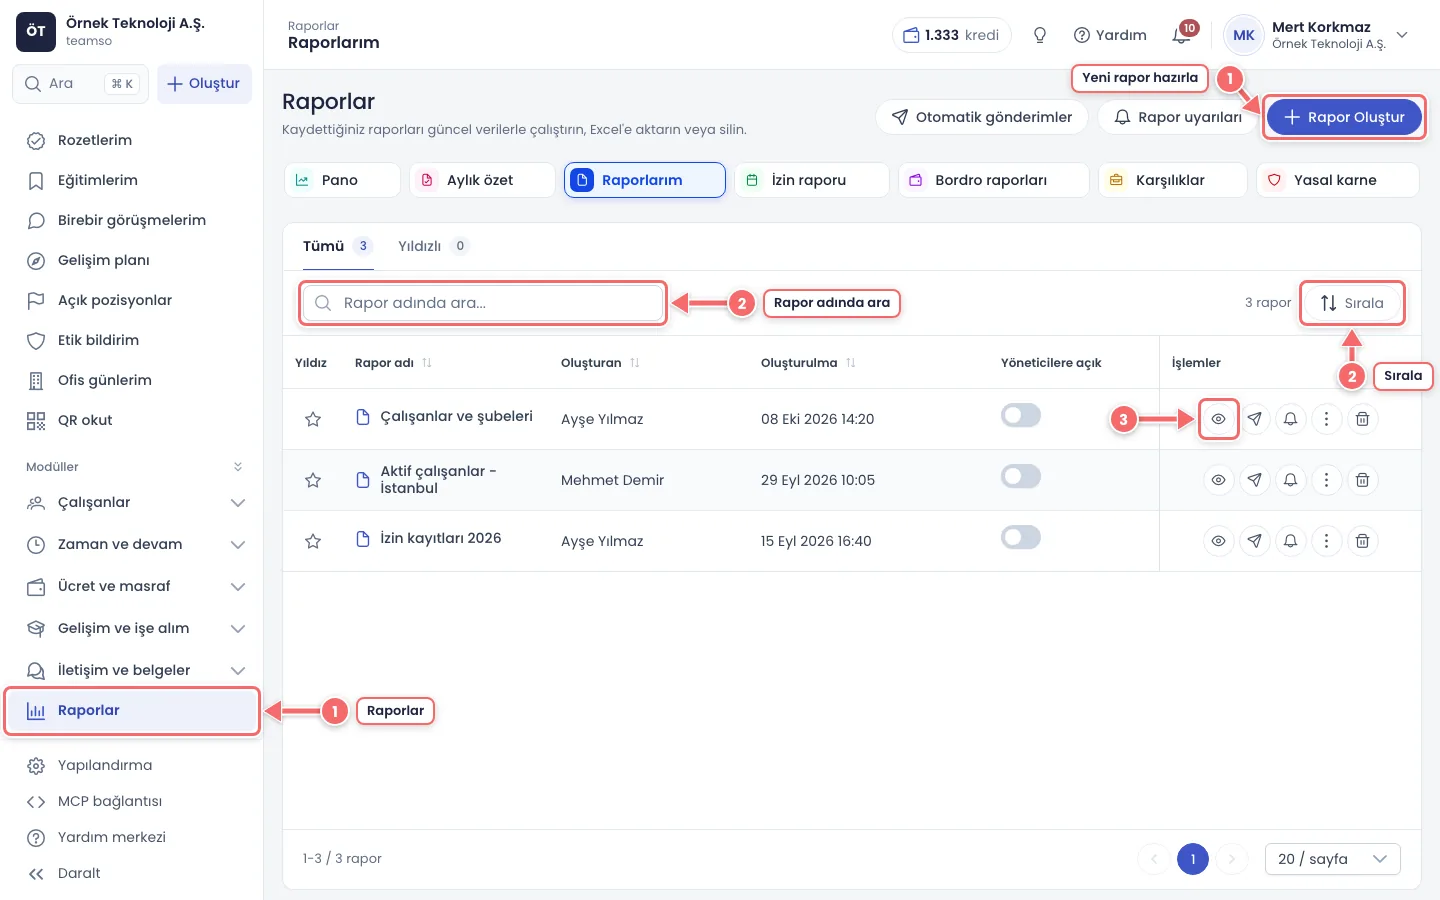 ÖT
Örnek Teknoloji A.Ş.
teamso
Ara
⌘ K
Oluştur
Rozetlerim
Eğitimlerim
Birebir görüşmelerim
Gelişim planı
Açık pozisyonlar
Etik bildirim
Ofis günlerim
QR okut
Modüller
Çalışanlar
Zaman ve devam
Ücret ve masraf
Gelişim ve işe alım
İletişim ve belgeler
Raporlar
1
Raporlar
Yapılandırma
MCP bağlantısı
Yardım merkezi
Daralt
Raporlar
Raporlarım
1.333 kredi
Yardım
10
MK
Mert Korkmaz
Örnek Teknoloji A.Ş.
Yeni rapor hazırla
1
Raporlar
Kaydettiğiniz raporları güncel verilerle çalıştırın, Excel'e aktarın veya silin.
Otomatik gönderimler
Rapor uyarıları
Rapor Oluştur
Pano
Aylık özet
Raporlarım
İzin raporu
Bordro raporları
Karşılıklar
Yasal karne
Tümü 3
Yıldızlı 0
Rapor adında ara...
2
Rapor adında ara
3 rapor
Sırala
2
Sırala
Yıldız
Rapor adı
Oluşturan
Oluşturulma
Yöneticilere açık
İşlemler
Çalışanlar ve şubeleri
Ayşe Yılmaz
08 Eki 2026 14:20
3
Aktif çalışanlar -
İstanbul
Mehmet Demir
29 Eyl 2026 10:05
İzin kayıtları 2026
Ayşe Yılmaz
15 Eyl 2026 16:40
1-3 / 3 rapor
1
20 / sayfa